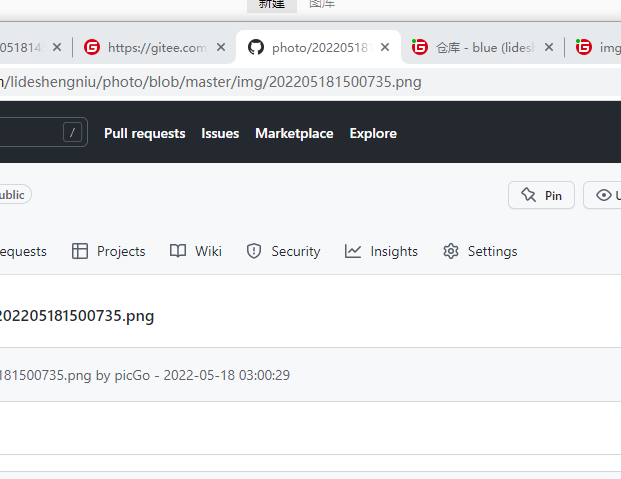 新建 图库
051814 https://gitee.com photo/202205181 仓库 - blue (lidesh img
/lideshengniu/photo/blob/master/img/202205181500735.png
/ Pull requests Issues Marketplace Explore
ublic Pin
equests Projects Wiki Security Insights Settings
202205181500735.png
181500735.png by picGo - 2022-05-18 03:00:29